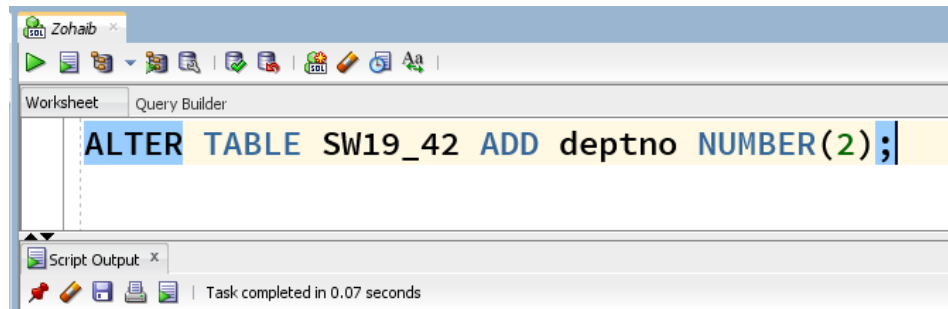 Zohaib
Worksheet Query Builder
ALTER TABLE SW19_42 ADD deptno NUMBER(2);
Script Output x
Task completed in 0.07 seconds